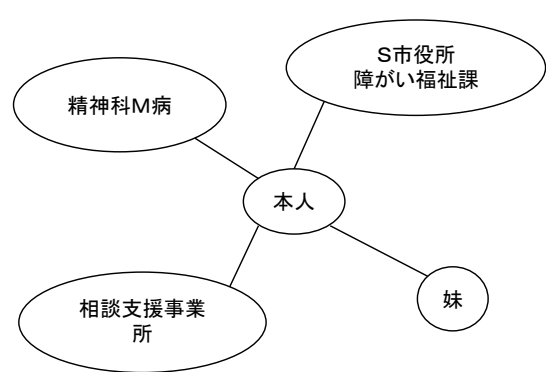 S市役所
障がい福祉課
精神科M病
本人
相談支援事業
所
妹